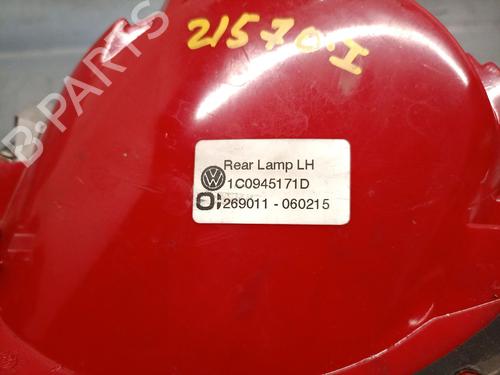 21570.I
Rear Lamp LH
1C0945171D
269011 - 060215
B-PARTS